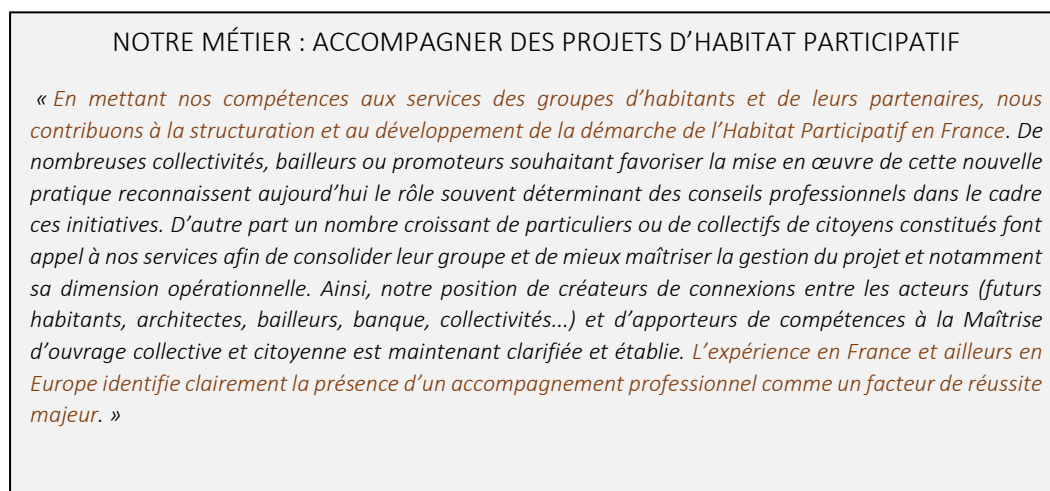 NOTRE MÉTIER : ACCOMPAGNER DES PROJETS D’HABITAT PARTICIPATIF
« En mettant nos compétences aux services des groupes d’habitants et de leurs partenaires, nous
contribuons à la structuration et au développement de la démarche de l’Habitat Participatif en France. De
nombreuses collectivités, bailleurs ou promoteurs souhaitant favoriser la mise en œuvre de cette nouvelle
pratique reconnaissent aujourd’hui le rôle souvent déterminant des conseils professionnels dans le cadre
ces initiatives. D’autre part un nombre croissant de particuliers ou de collectifs de citoyens constitués font
appel à nos services afin de consolider leur groupe et de mieux maîtriser la gestion du projet et notamment
sa dimension opérationnelle. Ainsi, notre position de créateurs de connexions entre les acteurs (futurs
habitants, architectes, bailleurs, banque, collectivités...) et d’apporteurs de compétences à la Maîtrise
d’ouvrage collective et citoyenne est maintenant clarifiée et établie. L’expérience en France et ailleurs en
Europe identifie clairement la présence d’un accompagnement professionnel comme un facteur de réussite
majeur. »